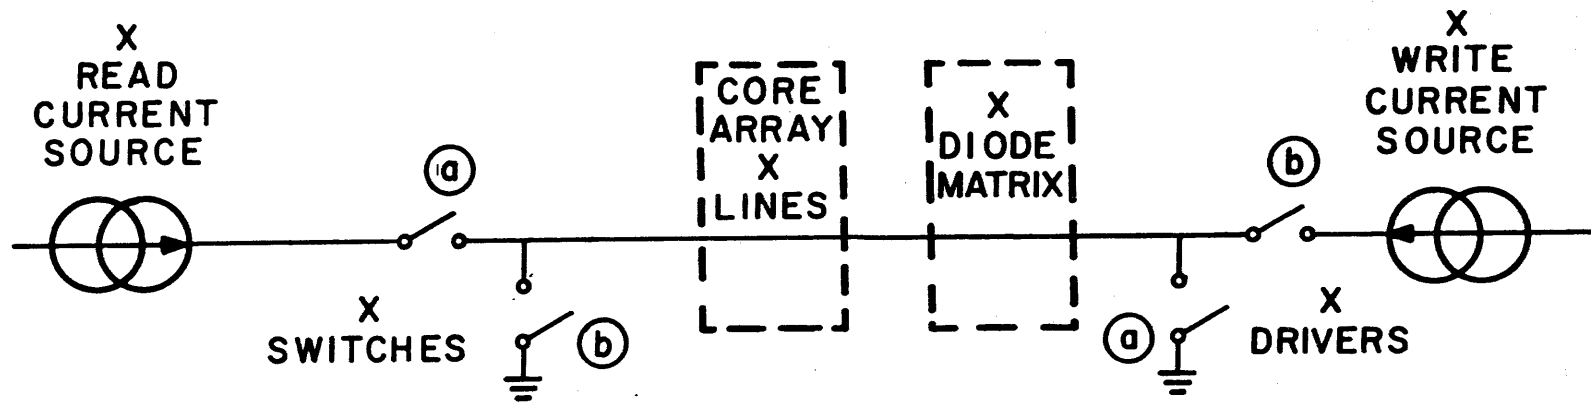 X
READ
CURRENT
SOURCE
a
X
SWITCHES
b
CORE
ARRAY
X
LINES
X
DIODE
MATRIX
b
X
WRITE
CURRENT
SOURCE
a
X
DRIVERS